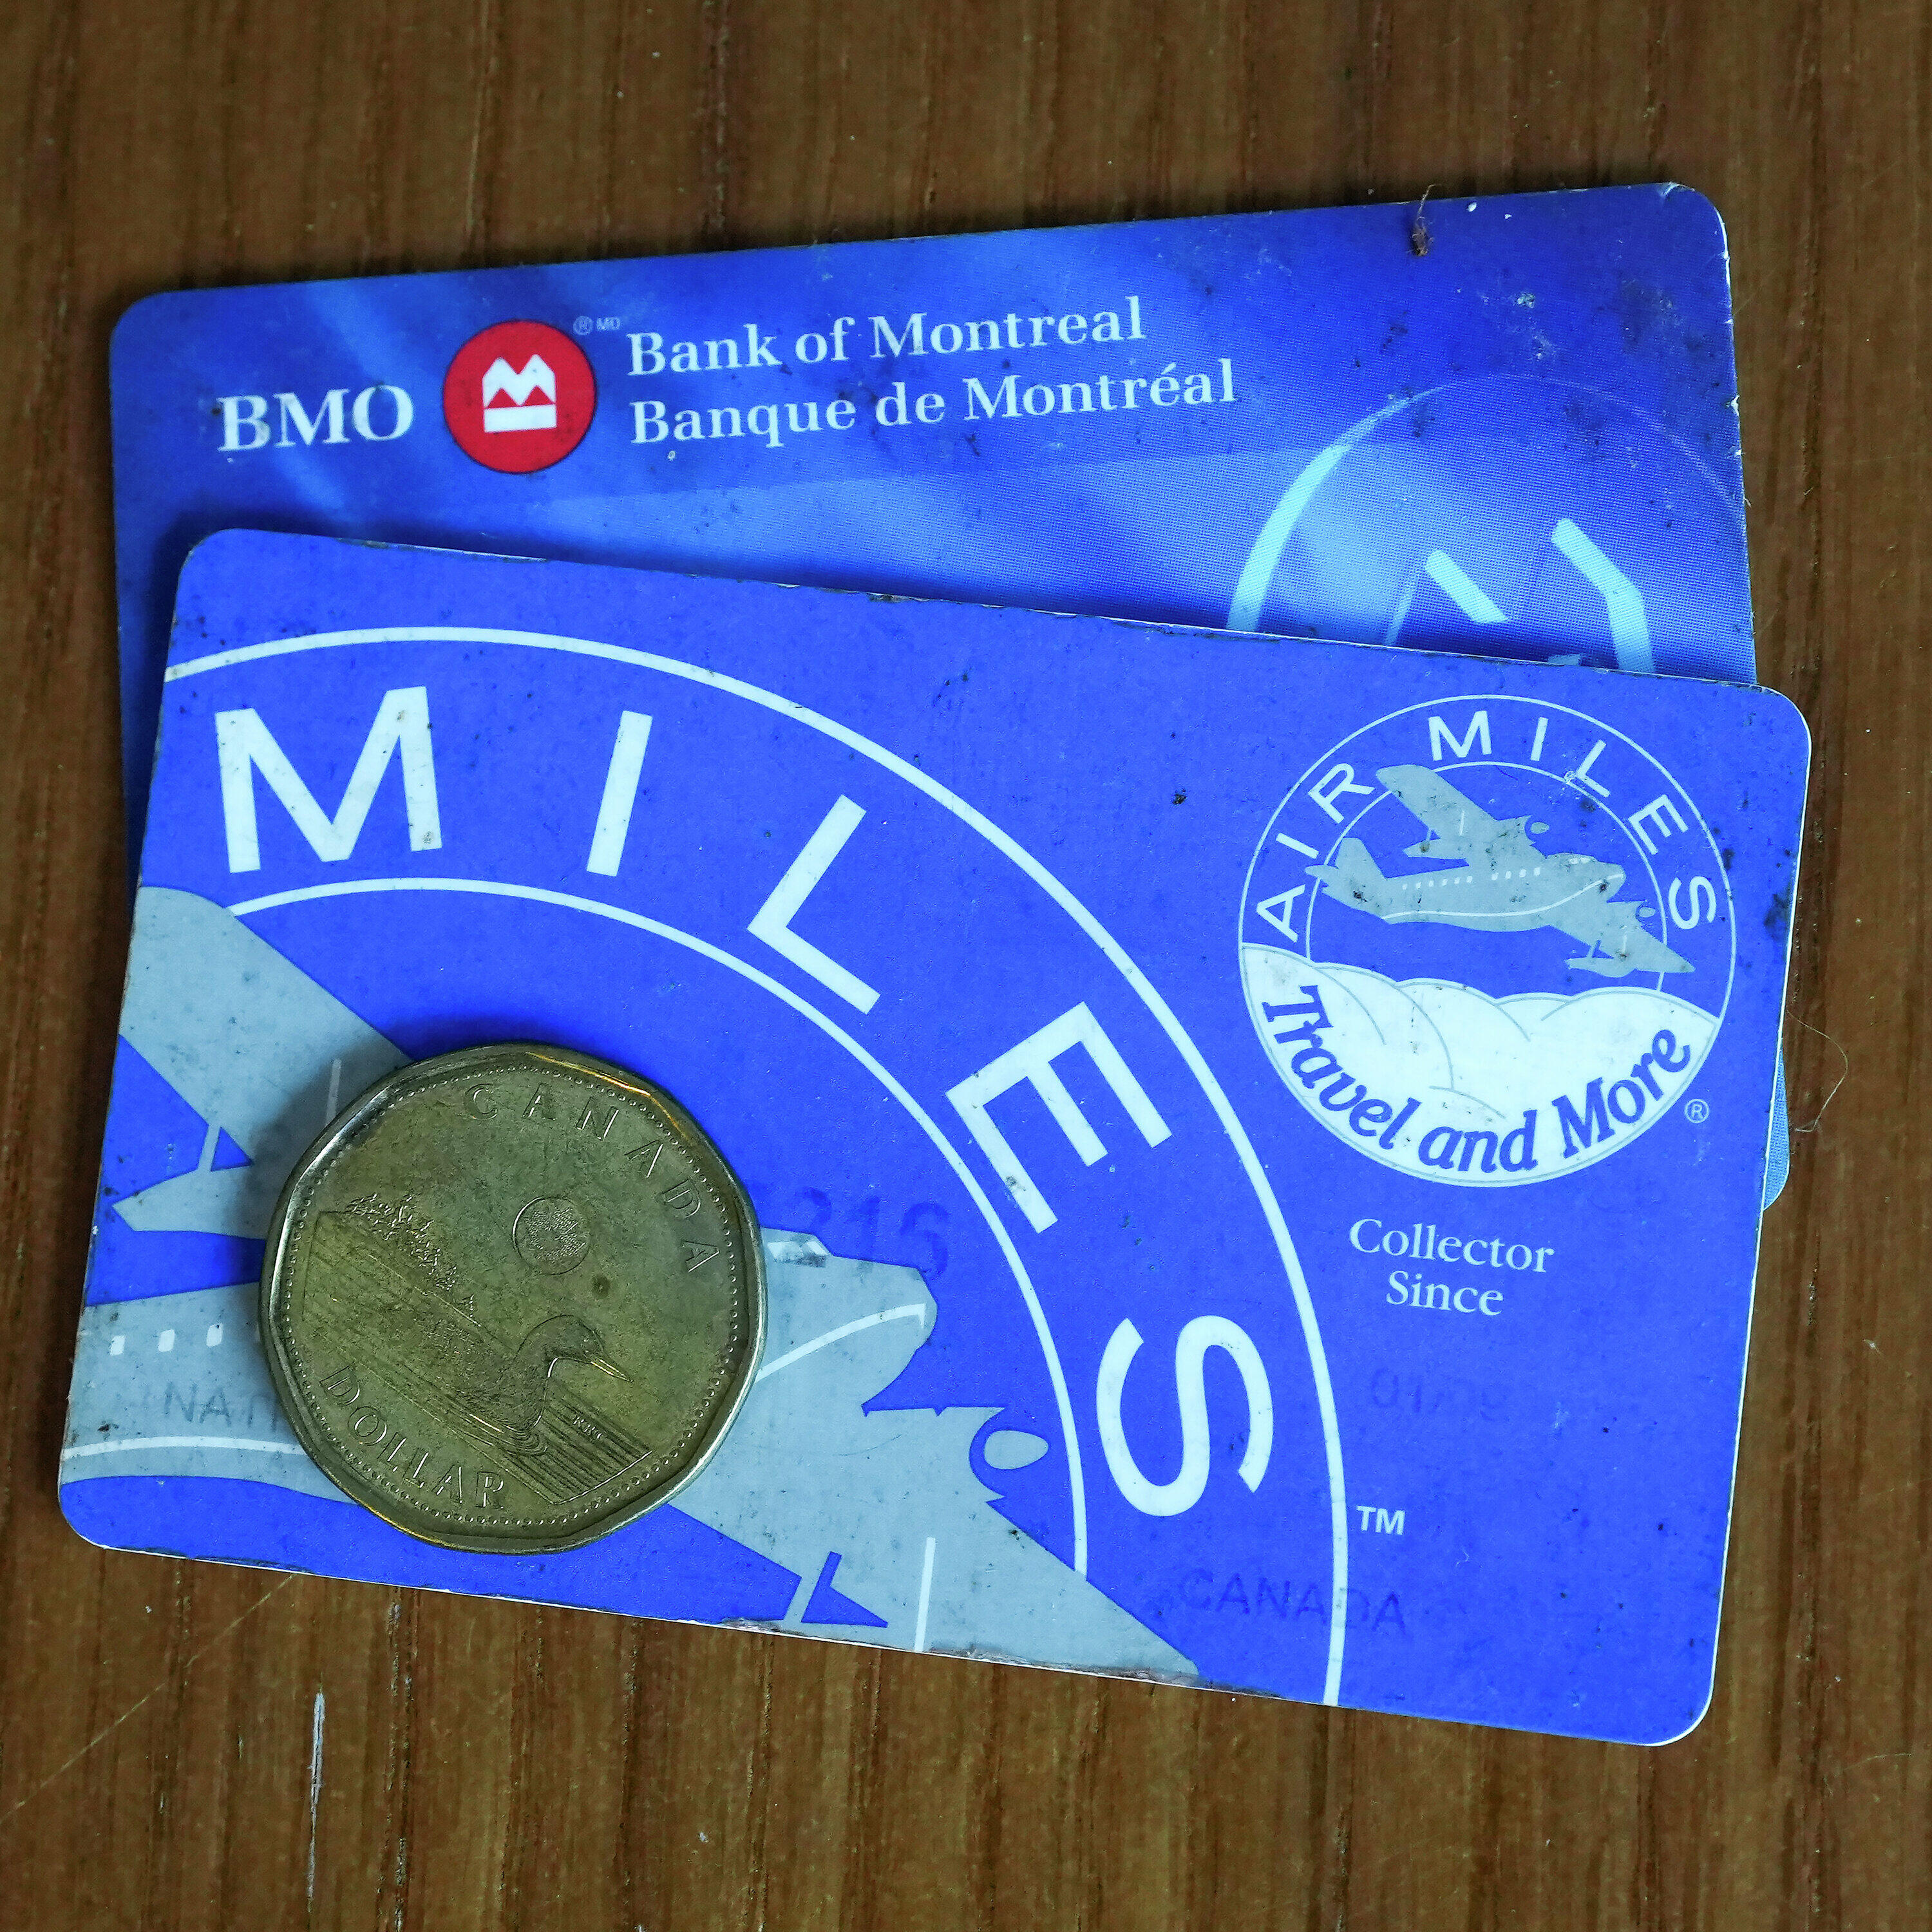 BMO
® MD
Bank of Montreal
Banque de Montréal
MILES
AIR MILES
Travel and More
®
Collector
Since
TM
CANADA
CANADA
DOLLAR